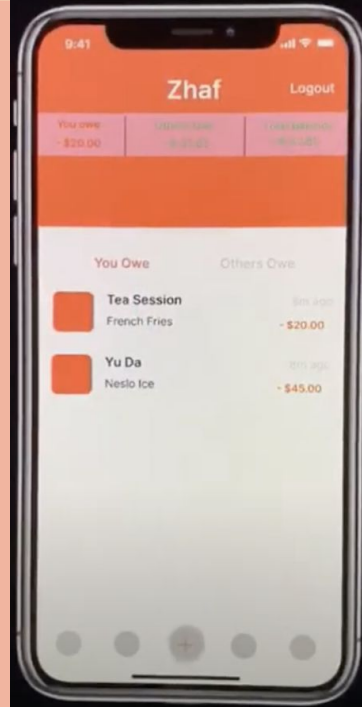 9:41
Zhaf
Logout
You owe
- $20.00
You Owe
Others Owe
Tea Session
French Fries
- $20.00
Yu Da
Neslo Ice
- $45.00